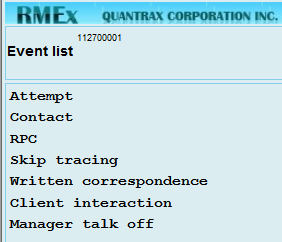 RMEx QUANTRAX CORPORATION INC.
112700001
Event list
Attempt
Contact
RPC
Skip tracing
Written correspondence
Client interaction
Manager talk off